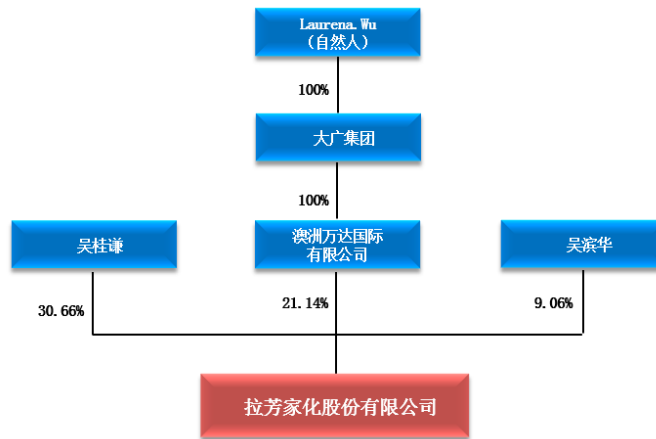 Laurena.Wu
（自然人）
100%
大广集团
100%
吴桂谦
澳洲万达国际
有限公司
吴滨华
30.66%
21.14%
9.06%
拉芳家化股份有限公司